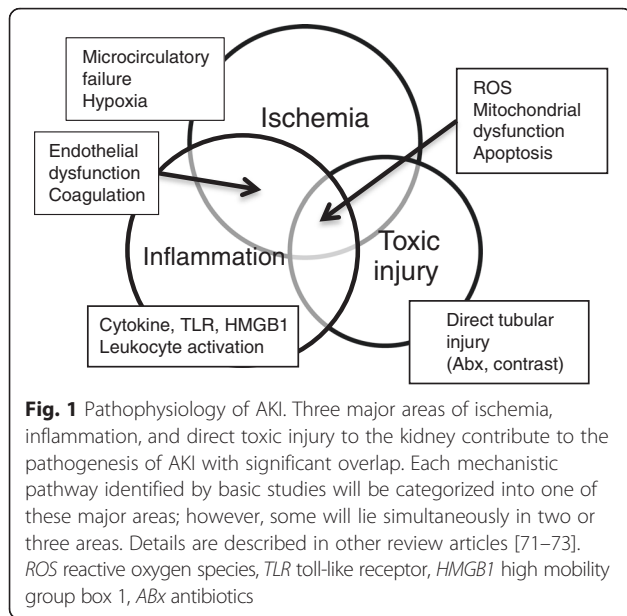 Microcirculatory
failure
Hypoxia
Ischemia
ROS
Mitochondrial
dysfunction
Apoptosis
Endothelial
dysfunction
Coagulation
Inflammation
Toxic
injury
Cytokine, TLR, HMGB1
Leukocyte activation
Direct tubular
injury
(Abx, contrast)
Fig. 1 Pathophysiology of AKI. Three major areas of ischemia,
inflammation, and direct toxic injury to the kidney contribute to the
pathogenesis of AKI with significant overlap. Each mechanistic
pathway identified by basic studies will be categorized into one of
these major areas; however, some will lie simultaneously in two or
three areas. Details are described in other review articles [71–73].
ROS reactive oxygen species, TLR toll-like receptor, HMGB1 high mobility
group box 1, ABx antibiotics